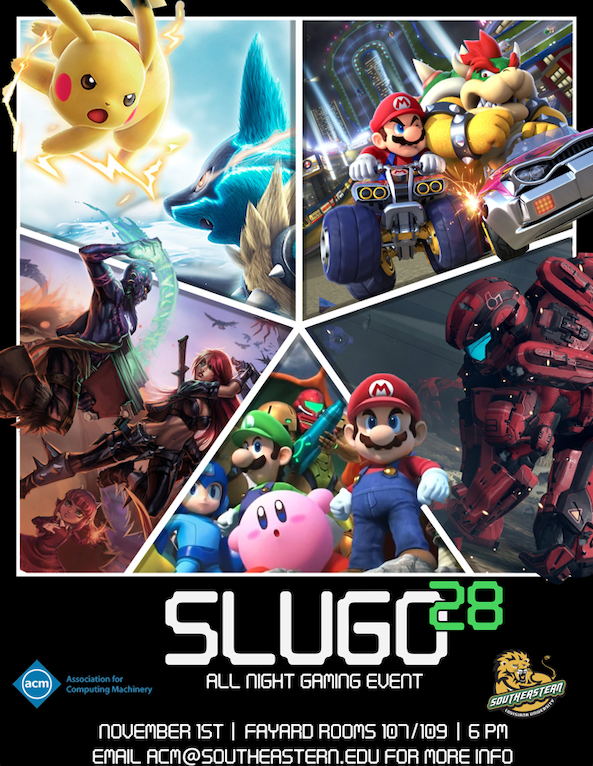 SLUGO 28
ALL NIGHT GAMING EVENT
acm
Association for
Computing Machinery
SOUTHEASTERN
LOUISIANA UNIVERSITY
NOVEMBER 1ST | FAYARD ROOMS 107/109 | 6 PM
EMAIL ACM@SOUTHEASTERN.EDU FOR MORE INFO